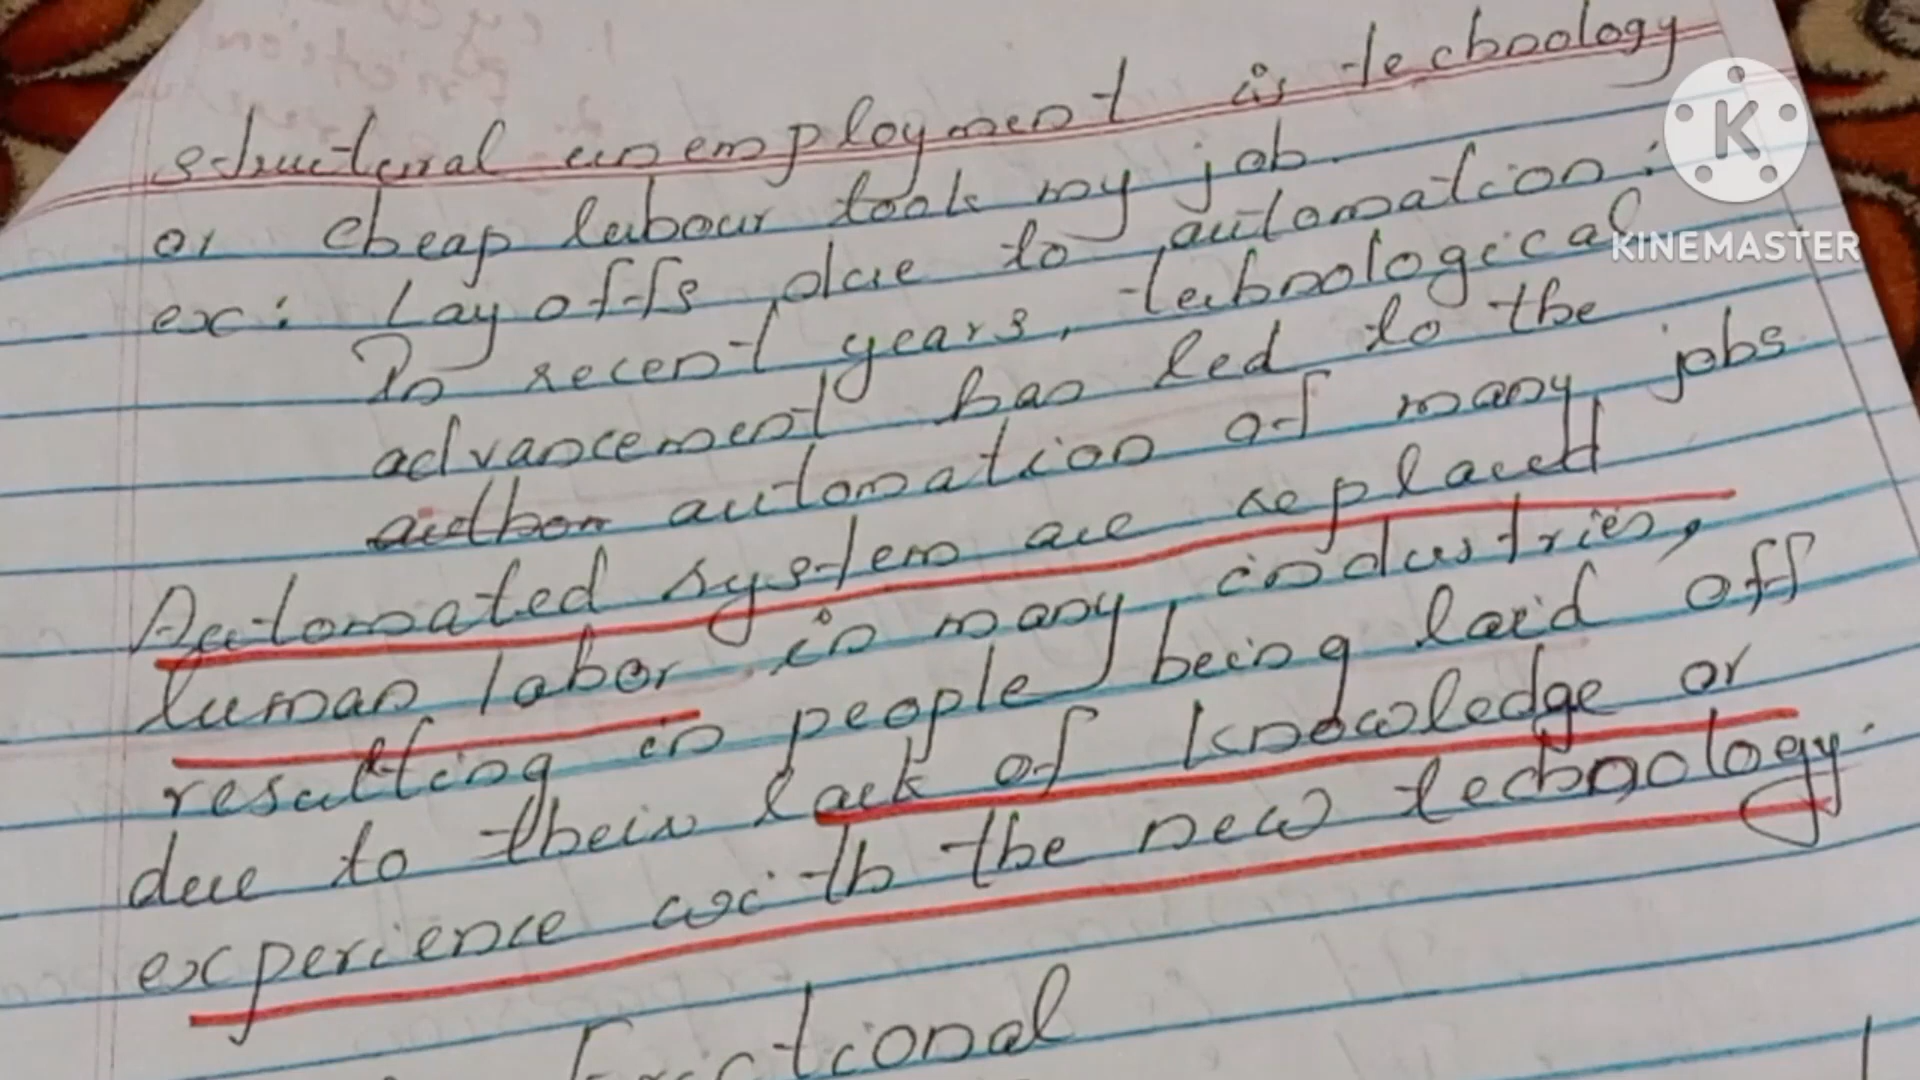 structural unemployment is technology
or cheap labour took my job.
ex: Layoffs due to automation:
In recent years, technological
advancement has led to the
automation of many jobs
Automated system are replaced
human labor in many industries,
resulting in people being laid off
due to their lack of knowledge or
experience with the new technology.
Frictional
K
KINEMASTER